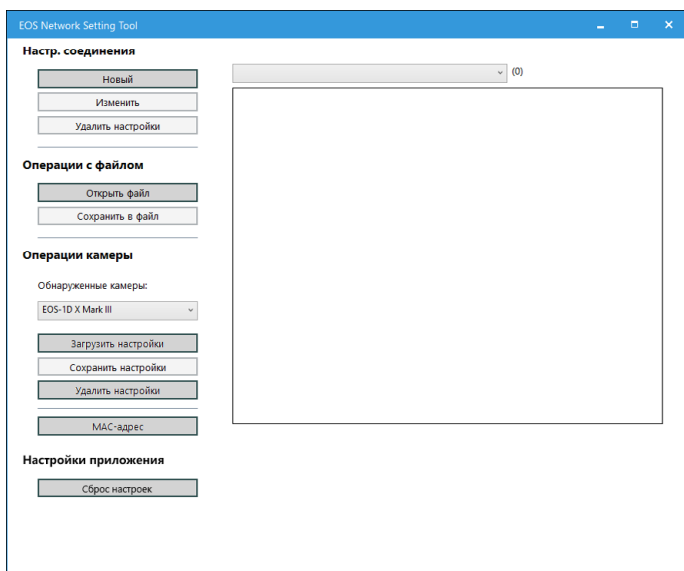 EOS Network Setting Tool
Настр. соединения
Новый
Изменить
Удалить настройки
(0)
Операции с файлом
Открыть файл
Сохранить в файл
Операции камеры
Обнаруженные камеры:
EOS-1D X Mark III
Загрузить настройки
Сохранить настройки
Удалить настройки
MAC-адрес
Настройки приложения
Сброс настроек